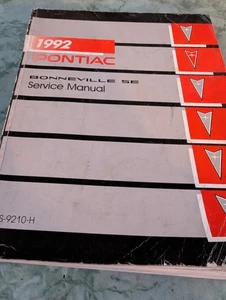 1992
PONTIAC
BONNEVILLE SE
Service Manual
S-9210-H